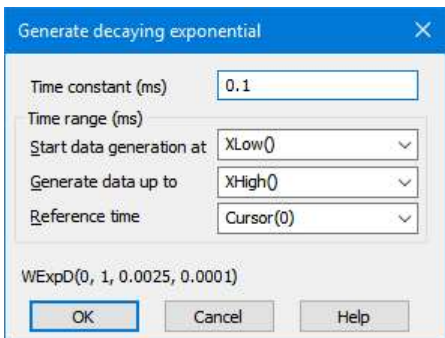 Generate decaying exponential
Time constant (ms) 0.1
Time range (ms)
Start data generation at XLow()
Generate data up to XHigh()
Reference time Cursor(0)
WExpD(0, 1, 0.0025, 0.0001)
OK Cancel Help